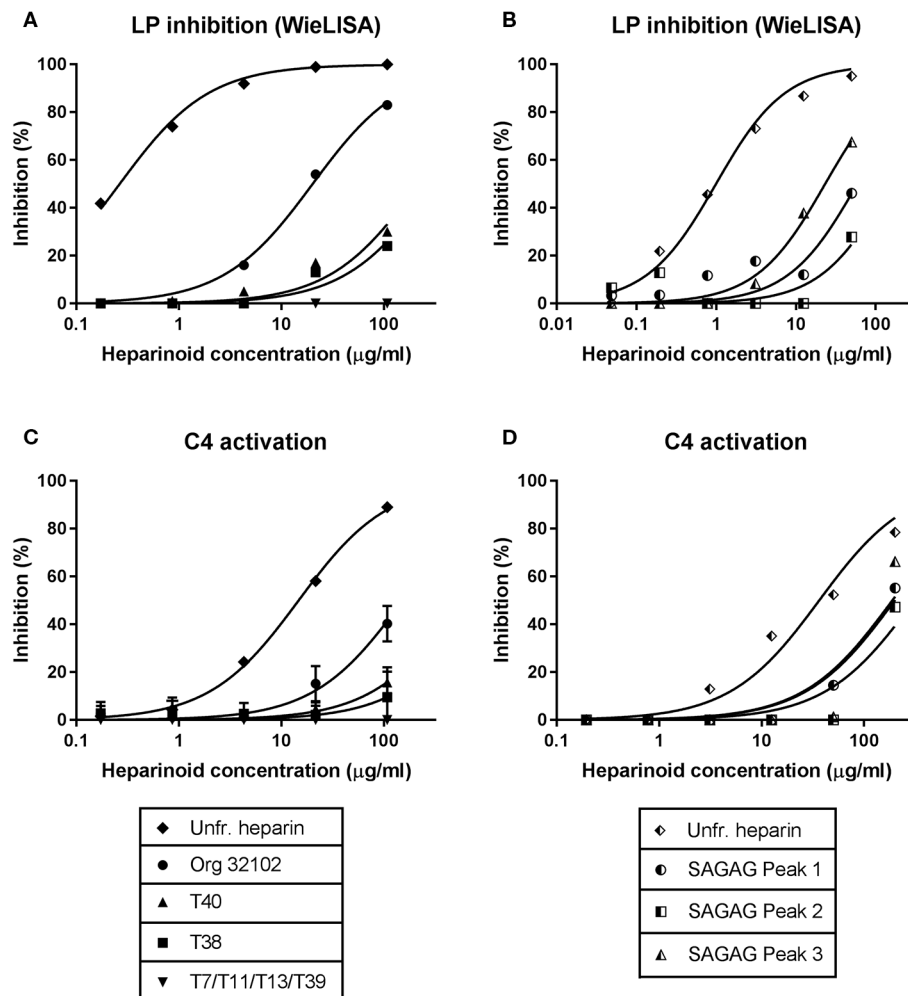 A
LP inhibition (WieLISA)
100
80
60
40
20
0
Inhibition (%)
0.1
1
10
100
Heparinoid concentration (μg/ml)
B
LP inhibition (WieLISA)
100
80
60
40
20
0
Inhibition (%)
0.01
0.1
1
10
100
Heparinoid concentration (μg/ml)
C
C4 activation
100
80
60
40
20
0
Inhibition (%)
0.1
1
10
100
Heparinoid concentration (μg/ml)
D
C4 activation
100
80
60
40
20
0
Inhibition (%)
0.1
1
10
100
Heparinoid concentration (μg/ml)
Unfr. heparin
Org 32102
T40
T38
T7/T11/T13/T39
Unfr. heparin
SAGAG Peak 1
SAGAG Peak 2
SAGAG Peak 3